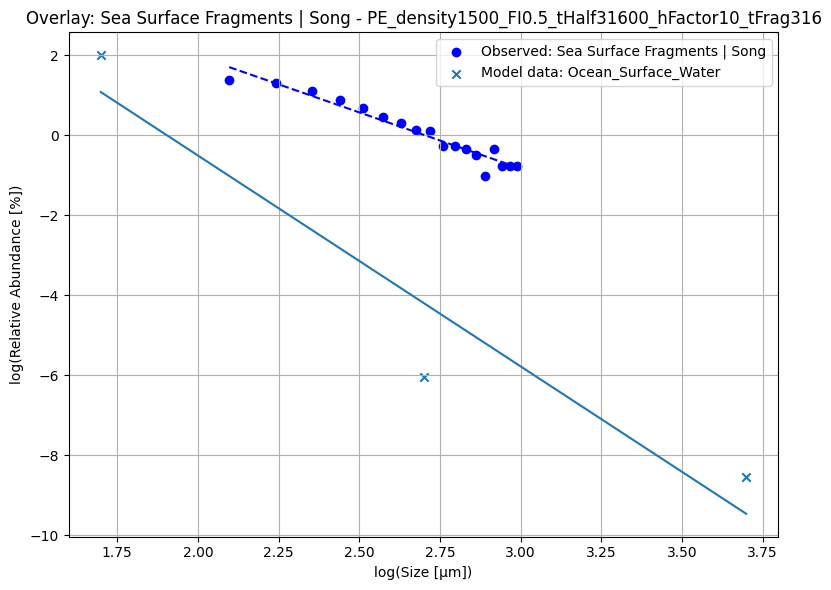 Overlay: Sea Surface Fragments | Song - PE_density1500_FI0.5_tHalf31600_hFactor10_tFrag316
Observed: Sea Surface Fragments | Song
Model data: Ocean_Surface_Water
log(Relative Abundance [%])
2
0
−2
−4
−6
−8
−10
1.75 2.00 2.25 2.50 2.75 3.00 3.25 3.50 3.75
log(Size [μm])